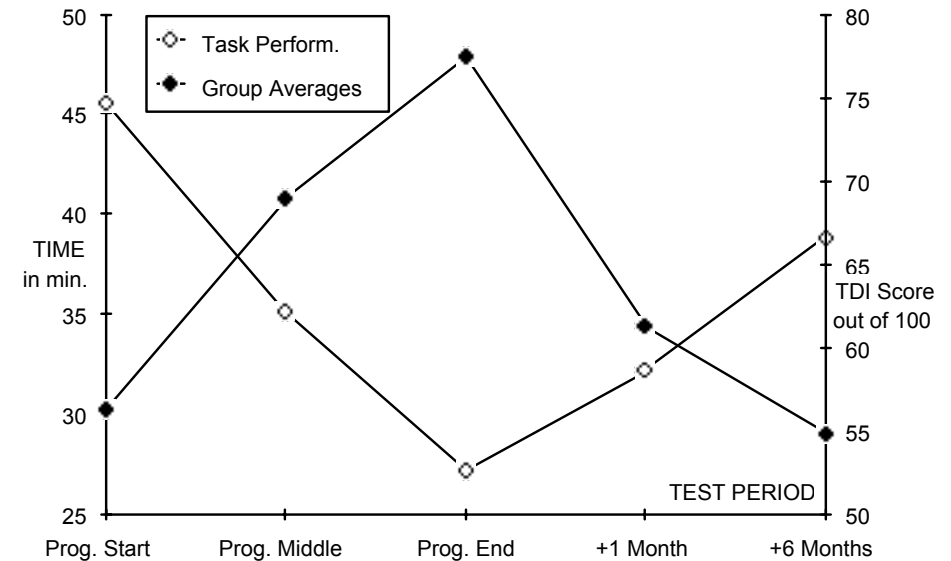 50
45
40
35
30
25
TIME
in min.
Task Perform.
Group Averages
80
75
70
65
60
55
50
TDI Score
out of 100
TEST PERIOD
Prog. Start
Prog. Middle
Prog. End
+1 Month
+6 Months